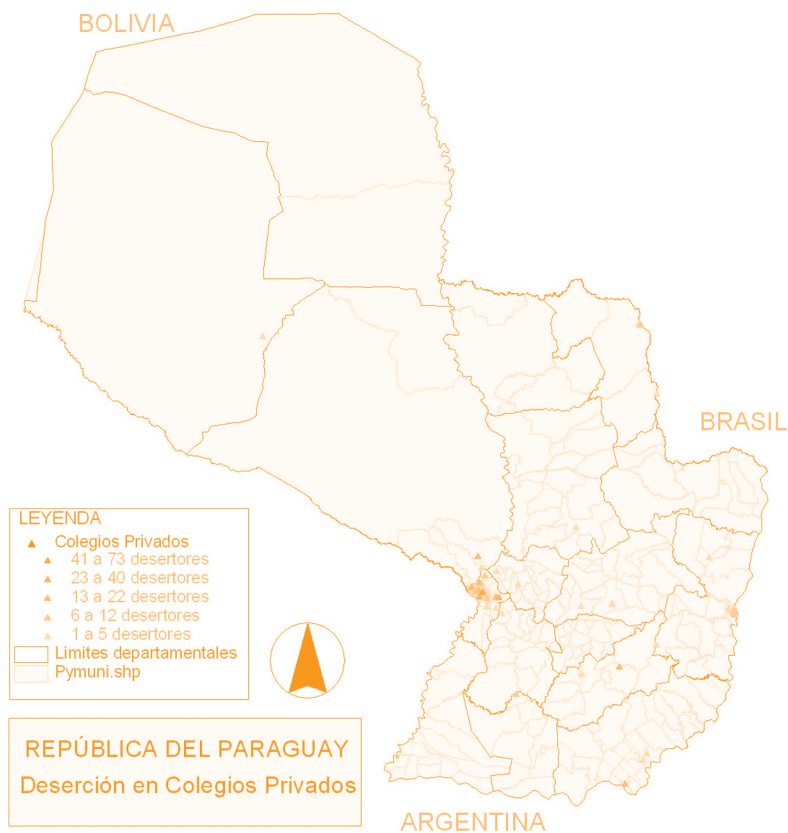 BOLIVIA
BRASIL
LEYENDA
Colegios Privados
41 a 73 desertores
23 a 40 desertores
13 a 22 desertores
6 a 12 desertores
1 a 5 desertores
Limites departamentales
Pymuni.shp
REPÚBLICA DEL PARAGUAY
Deserción en Colegios Privados
ARGENTINA